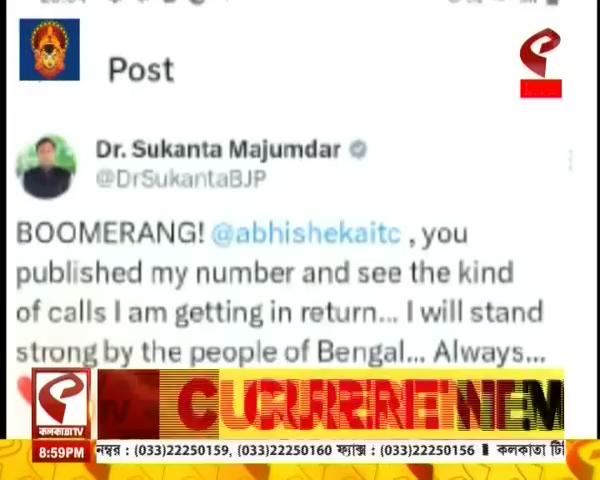 Post
Dr. Sukanta Majumdar
@DrSukantaBJP
BOOMERANG! @abhishekaitc , you
published my number and see the kind
of calls I am getting in return... I will stand
strong by the people of Bengal... Always...
কলকাতা TV
8:59PM
নম্বর : (033)22250159, (033)22250160 ফ্যাক্স : (033)22250156 ▮ কলকাতা টি